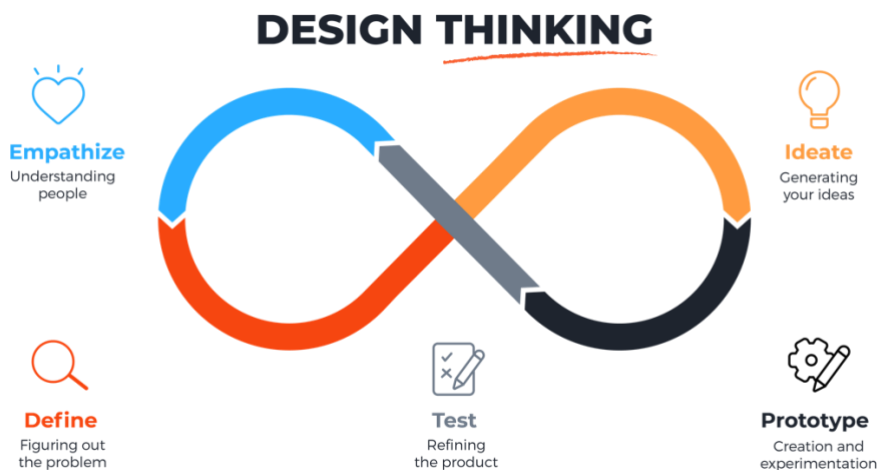 DESIGN THINKING
Empathize
Understanding
people
Ideate
Generating
your ideas
Define
Figuring out
the problem
Test
Refining
the product
Prototype
Creation and
experimentation